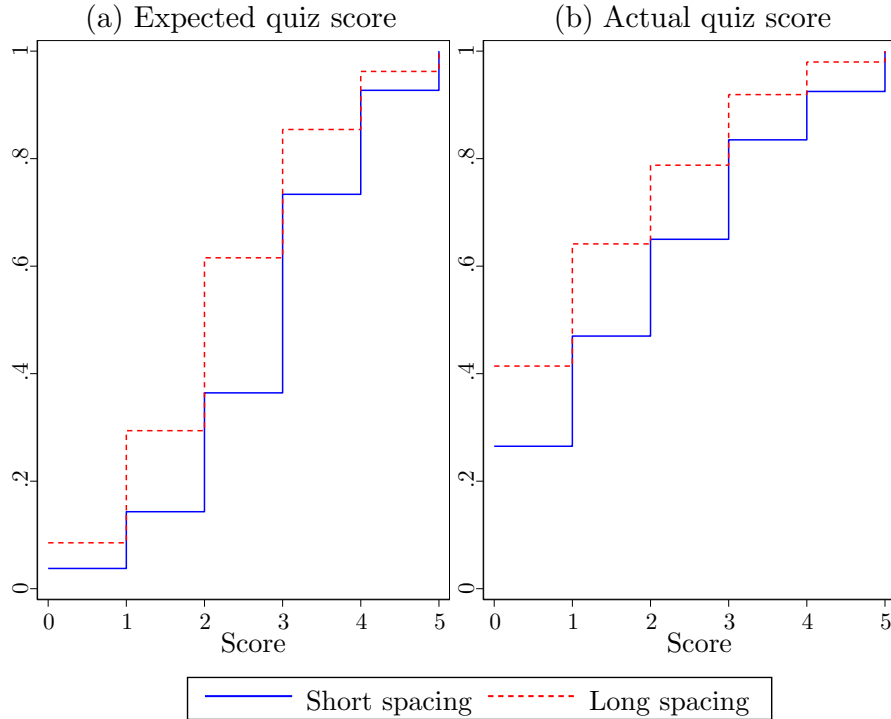 (a) Expected quiz score
(b) Actual quiz score
1
.8
.6
.4
.2
0
0 1 2 3 4 5
Score
1
.8
.6
.4
.2
0
0 1 2 3 4 5
Score
Short spacing
Long spacing